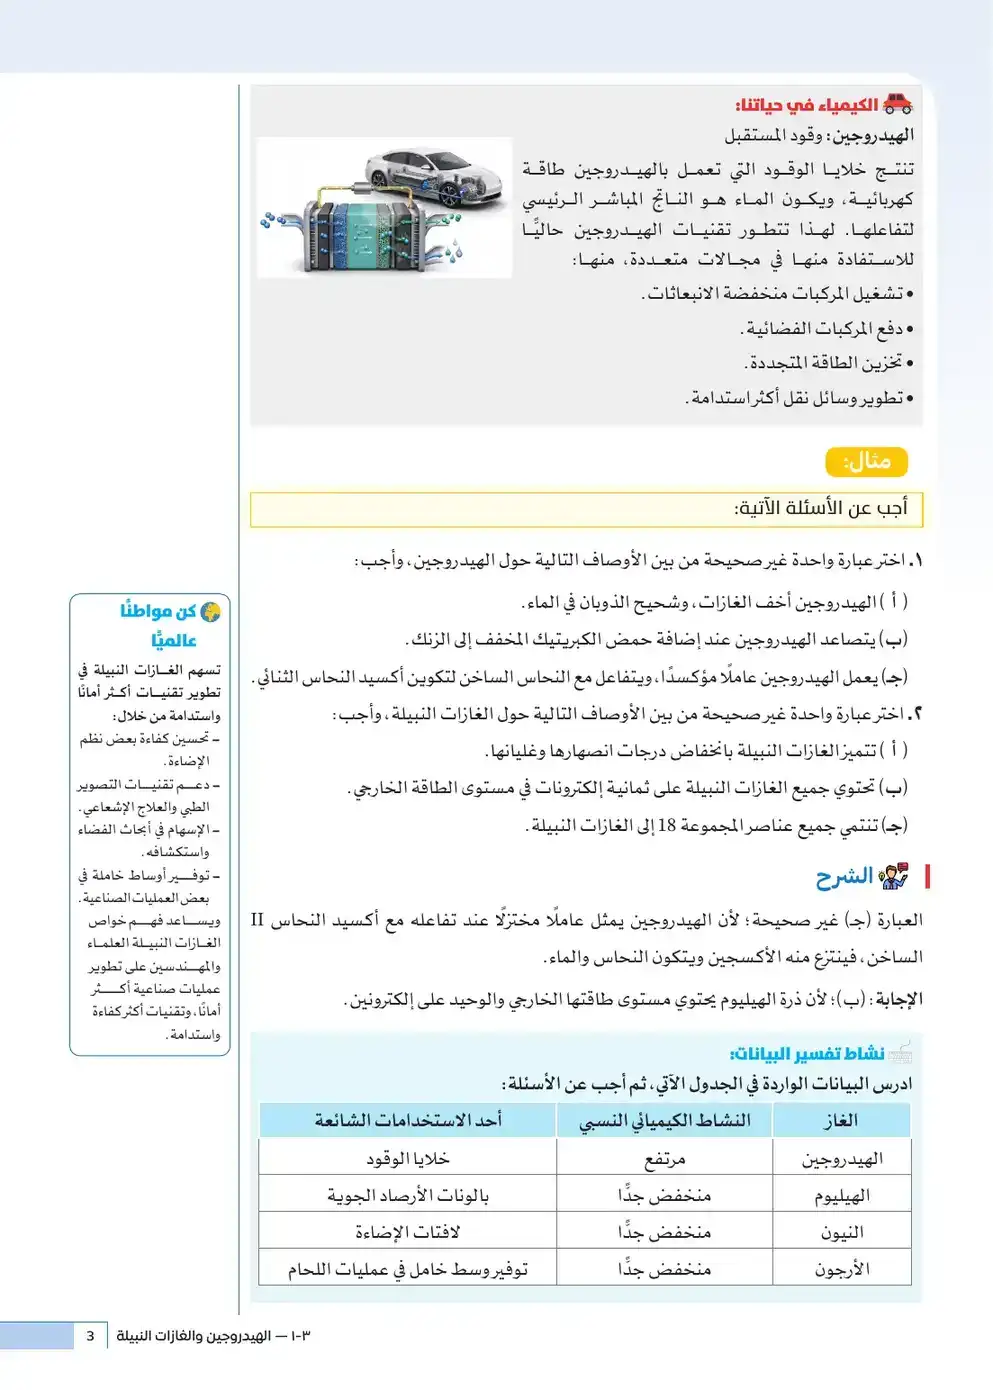 الكيمياء في حياتنا:
الهيدروجين: وقود المستقبل
تنتج خلايا الوقود التي تعمل بالهيدروجين طاقة
كهربائية، ويكون الماء هو الناتج المباشر الرئيسي
لتفاعلها. لهذا تتطور تقنيات الهيدروجين حاليًّا
للاستفادة منها في مجالات متعددة، منها:
• تشغيل المركبات منخفضة الانبعاثات.
• دفع المركبات الفضائية.
• تخزين الطاقة المتجددة.
• تطوير وسائل نقل أكثر استدامة.
مثال:
أجب عن الأسئلة الآتية:
١. اختر عبارة واحدة غير صحيحة من بين الأوصاف التالية حول الهيدروجين، وأجب:
( أ ) الهيدروجين أخف الغازات، وشحيح الذوبان في الماء.
(ب) يتصاعد الهيدروجين عند إضافة حمض الكبريتيك المخفف إلى الزنك.
(جـ) يعمل الهيدروجين عاملًا مؤكسدًا، ويتفاعل مع النحاس الساخن لتكوين أكسيد النحاس الثنائي.
٢. اختر عبارة واحدة غير صحيحة من بين الأوصاف التالية حول الغازات النبيلة، وأجب:
( أ ) تتميز الغازات النبيلة بانخفاض درجات انصهارها وغليانها.
(ب) تحتوي جميع الغازات النبيلة على ثمانية إلكترونات في مستوى الطاقة الخارجي.
(جـ) تنتمي جميع عناصر المجموعة 18 إلى الغازات النبيلة.
الشرح
العبارة (جـ) غير صحيحة؛ لأن الهيدروجين يمثل عاملًا مختزلًا عند تفاعله مع أكسيد النحاس II
الساخن، فينتزع منه الأكسجين ويتكون النحاس والماء.
الإجابة: (ب)؛ لأن ذرة الهيليوم يحتوي مستوى طاقتها الخارجي والوحيد على إلكترونين.
نشاط تفسير البيانات:
ادرس البيانات الواردة في الجدول الآتي، ثم أجب عن الأسئلة:
الغاز النشاط الكيميائي النسبي أحد الاستخدامات الشائعة
الهيدروجين مرتفع خلايا الوقود
الهيليوم منخفض جدًّا بالونات الأرصاد الجوية
النيون منخفض جدًّا لافتات الإضاءة
الأرجون منخفض جدًّا توفير وسط خامل في عمليات اللحام
كن مواطنًا
عالميًّا
تسهم الغازات النبيلة في
تطوير تقنيات أكثر أمانًا
واستدامة من خلال:
- تحسين كفاءة بعض نظم
الإضاءة.
- دعم تقنيات التصوير
الطبي والعلاج الإشعاعي.
- الإسهام في أبحاث الفضاء
واستكشافه.
- توفير أوساط خاملة في
بعض العمليات الصناعية.
ويساعد فهم خواص
الغازات النبيلة العلماء
والمهندسين على تطوير
عمليات صناعية أكثر
أمانًا، وتقنيات أكثر كفاءة
واستدامة.
٣-١ — الهيدروجين والغازات النبيلة 3